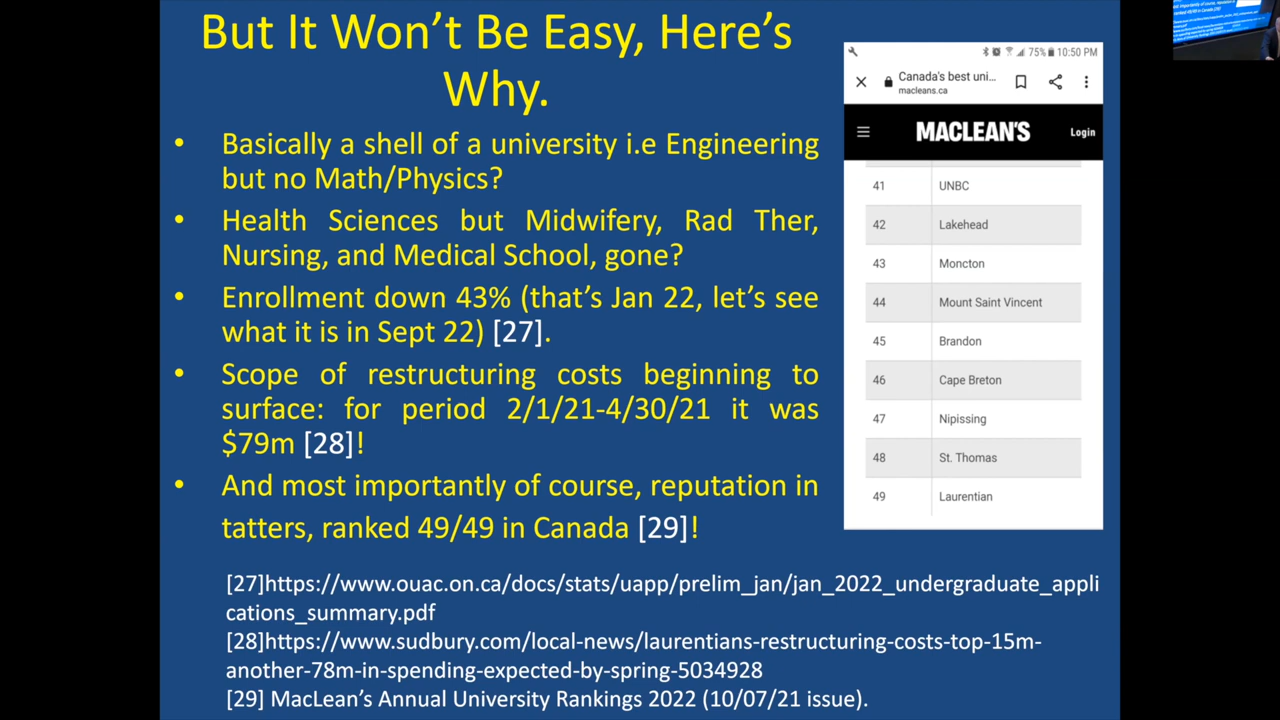 But It Won't Be Easy, Here's
Why.
• Basically a shell of a university i.e Engineering
but no Math/Physics?
• Health Sciences but Midwifery, Rad Ther,
Nursing, and Medical School, gone?
• Enrollment down 43% (that's Jan 22, let's see
what it is in Sept 22) [27].
• Scope of restructuring costs beginning to
surface: for period 2/1/21-4/30/21 it was
$79m [28]!
• And most importantly of course, reputation in
tatters, ranked 49/49 in Canada [29]!
[27]https://www.ouac.on.ca/docs/stats/uapp/prelim_jan/jan_2022_undergraduate_appli
cations_summary.pdf
[28]https://www.sudbury.com/local-news/laurentians-restructuring-costs-top-15m-
another-78m-in-spending-expected-by-spring-5034928
[29] MacLean's Annual University Rankings 2022 (10/07/21 issue).
75% 10:50 PM
Canada's best uni...
macleans.ca
MACLEAN'S Login
41 UNBC
42 Lakehead
43 Moncton
44 Mount Saint Vincent
45 Brandon
46 Cape Breton
47 Nipissing
48 St. Thomas
49 Laurentian